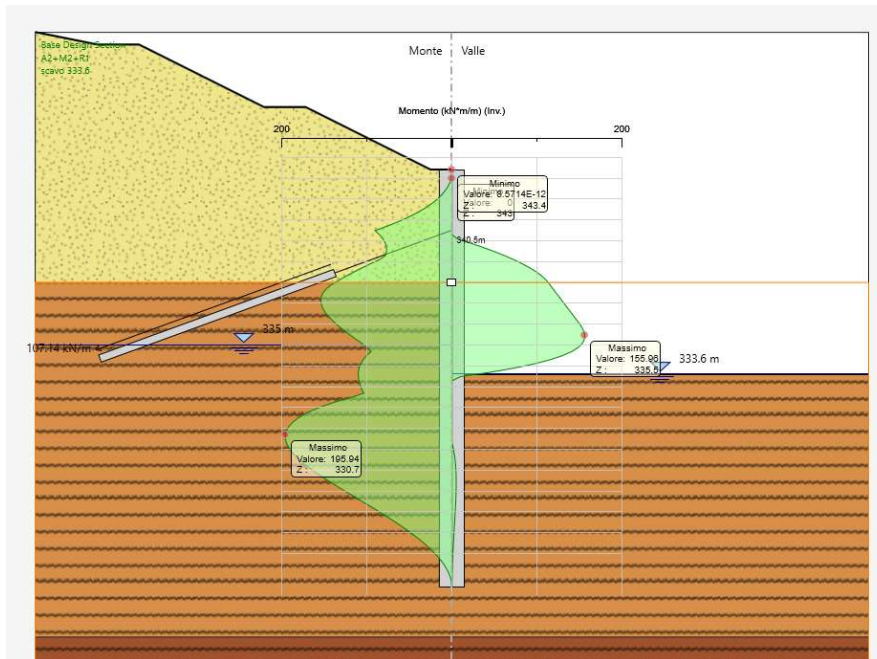 Base Design Section
A2+M2+R1
scavo 333.6
Monte Valle
Momento (kN*m/m) (Inv.)
200 200
Minimo
Valore: 8.5714E-12
Z : 343.4
Z : 343
340.5m
335 m
107.14 kN/m
Massimo
Valore: 155.96
Z : 335.5
333.6 m
Massimo
Valore: 195.94
Z : 330.7